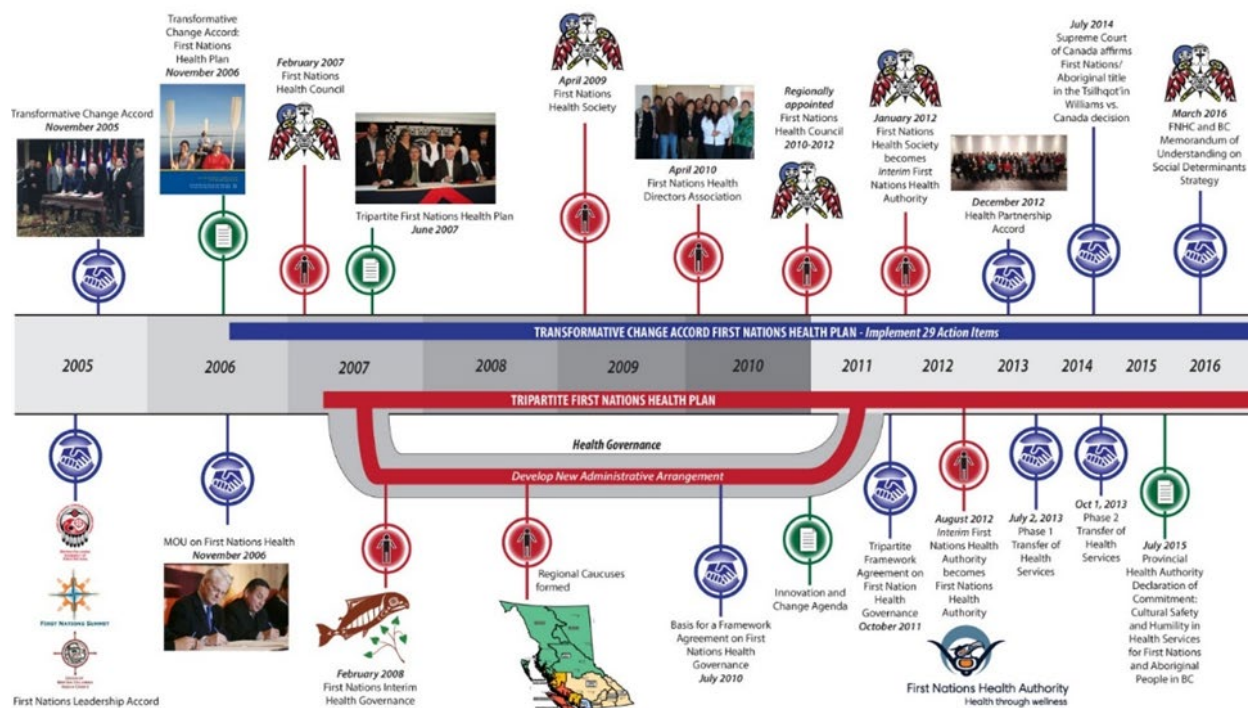 Transformative Change Accord
November 2005
Transformative
Change Accord:
First Nations
Health Plan
November 2006
February 2007
First Nations
Health Council
Tripartite First Nations Health Plan
June 2007
April 2009
First Nations
Health Society
April 2010
First Nations Health
Directors Association
Regionally
appointed
First Nations
Health Council
2010-2012
January 2012
First Nations
Health Society
becomes
interim First
Nations Health
Authority
December 2012
Health Partnership
Accord
July 2014
Supreme Court
of Canada affirms
First Nations/
Aboriginal title
in the Tsilhqot'in
Williams vs.
Canada decision
March 2016
FNHC and BC
Memorandum of
Understanding on
Social Determinants
Strategy
TRANSFORMATIVE CHANGE ACCORD FIRST NATIONS HEALTH PLAN - Implement 29 Action Items
2005
2006
2007
2008
2009
2010
2011
2012
2013
2014
2015
2016
TRIPARTITE FIRST NATIONS HEALTH PLAN
Health Governance
Develop New Administrative Arrangement
FIRST NATIONS SUMMIT
First Nations Leadership Accord
MOU on First Nations Health
November 2006
February 2008
First Nations Interim
Health Governance
Regional Caucuses
formed
Basis for a Framework
Agreement on First
Nations Health
Governance
July 2010
Innovation and
Change Agenda
Tripartite
Framework
Agreement on
First Nation
Health
Governance
October 2011
August 2012
Interim First
Nations Health
Authority
becomes
First Nations
Health
Authority
First Nations Health Authority
Health through wellness
July 2, 2013
Phase 1
Transfer of
Health
Services
Oct 1, 2013
Phase 2
Transfer of
Health
Services
July 2015
Provincial
Health Authority
Declaration of
Commitment:
Cultural Safety
and Humility in
Health Services
for First Nations
and Aboriginal
People in BC